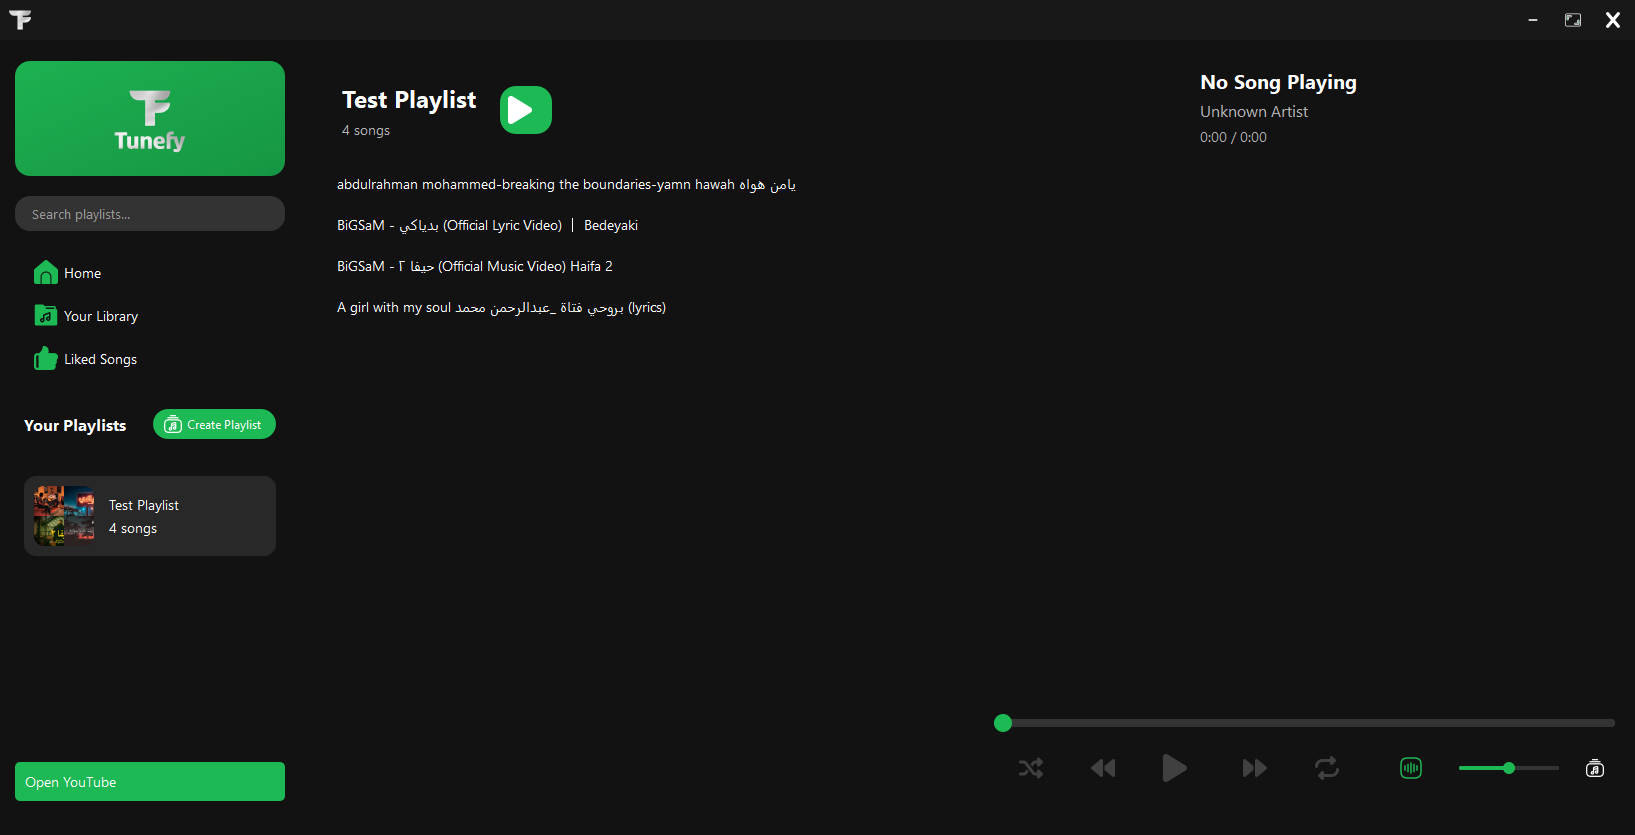 Tunefy
Search playlists...
Home
Your Library
Liked Songs
Your Playlists
Create Playlist
Test Playlist
4 songs
Open YouTube
Test Playlist
4 songs
abdulrahman mohammed-breaking the boundaries-yamn hawah يامن هواه
BiGSaM - بدياكي (Official Lyric Video) ｜ Bedeyaki
BiGSaM - حيفا ٢ (Official Music Video) Haifa 2
A girl with my soul بروحي فتاة _عبدالرحمن محمد (lyrics)
No Song Playing
Unknown Artist
0:00 / 0:00